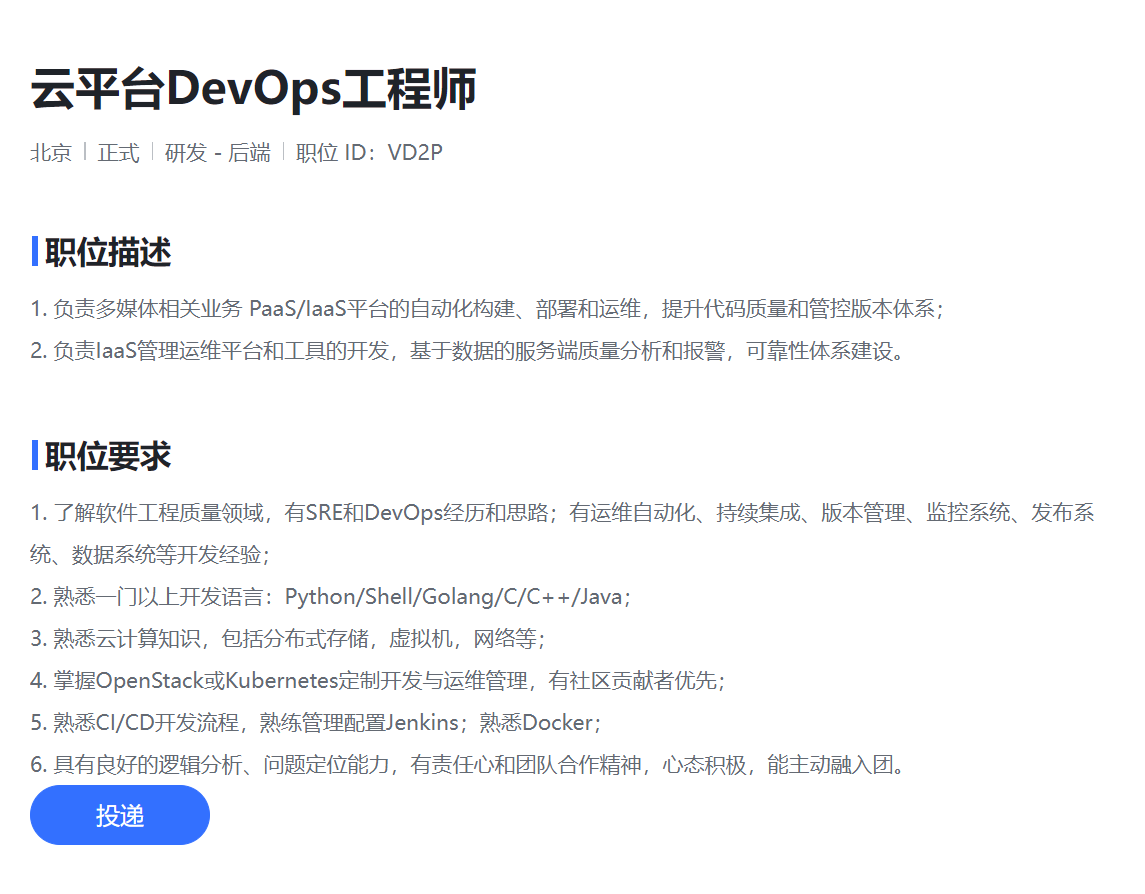 云平台DevOps工程师
北京 | 正式 | 研发 - 后端 | 职位 ID：VD2P
职位描述
1. 负责多媒体相关业务 PaaS/IaaS平台的自动化构建、部署和运维，提升代码质量和管控版本体系；
2. 负责IaaS管理运维平台和工具的开发，基于数据的服务端质量分析和报警，可靠性体系建设。
职位要求
1. 了解软件工程质量领域，有SRE和DevOps经历和思路；有运维自动化、持续集成、版本管理、监控系统、发布系
统、数据系统等开发经验；
2. 熟悉一门以上开发语言：Python/Shell/Golang/C/C++/Java；
3. 熟悉云计算知识，包括分布式存储，虚拟机，网络等；
4. 掌握OpenStack或Kubernetes定制开发与运维管理，有社区贡献者优先；
5. 熟悉CI/CD开发流程，熟练管理配置Jenkins；熟悉Docker；
6. 具有良好的逻辑分析、问题定位能力，有责任心和团队合作精神，心态积极，能主动融入团。
投递